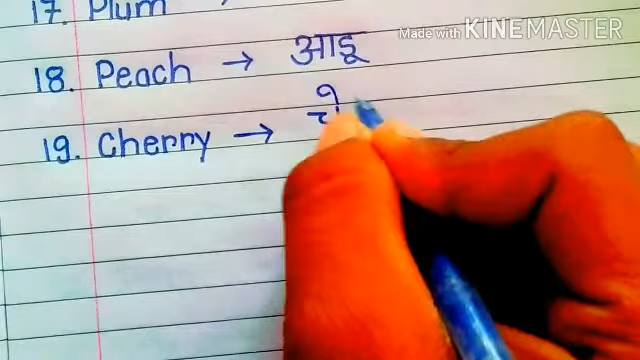 Made with KINEMASTER
17. Plum
18. Peach → आडू
19. Cherry →